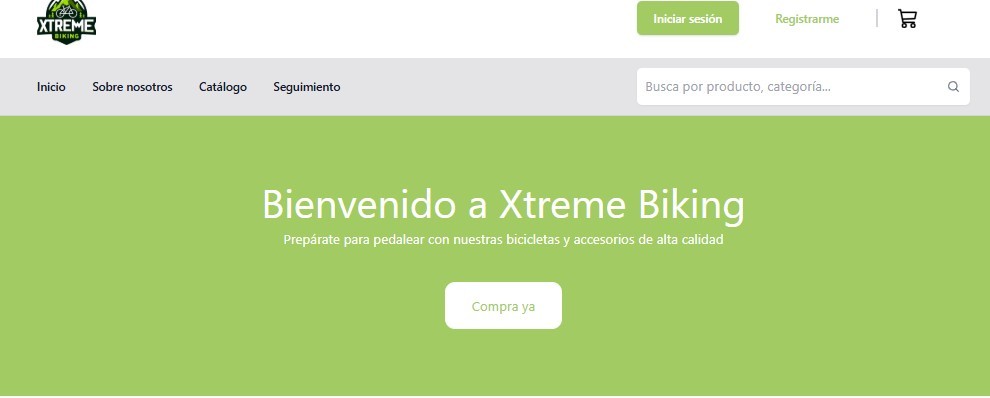 XTREME
BIKING
Iniciar sesión
Registrarme
Inicio
Sobre nosotros
Catálogo
Seguimiento
Busca por producto, categoría...
Bienvenido a Xtreme Biking
Prepárate para pedalear con nuestras bicicletas y accesorios de alta calidad
Compra ya